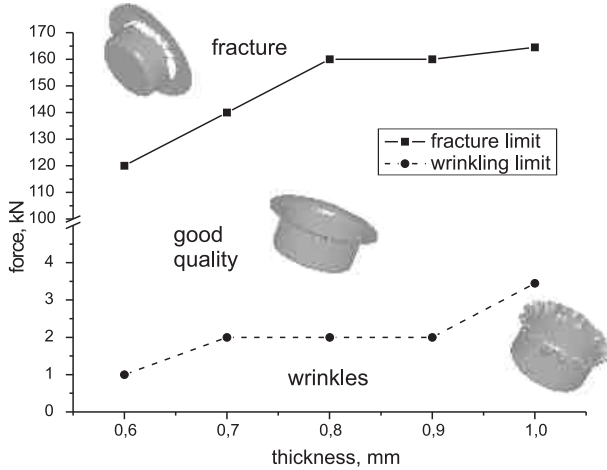 fracture
170
160
150
140
130
120
110
100
4
3
2
1
0
force, kN
fracture limit
wrinkling limit
good
quality
wrinkles
0,6
0,7
0,8
0,9
1,0
thickness, mm